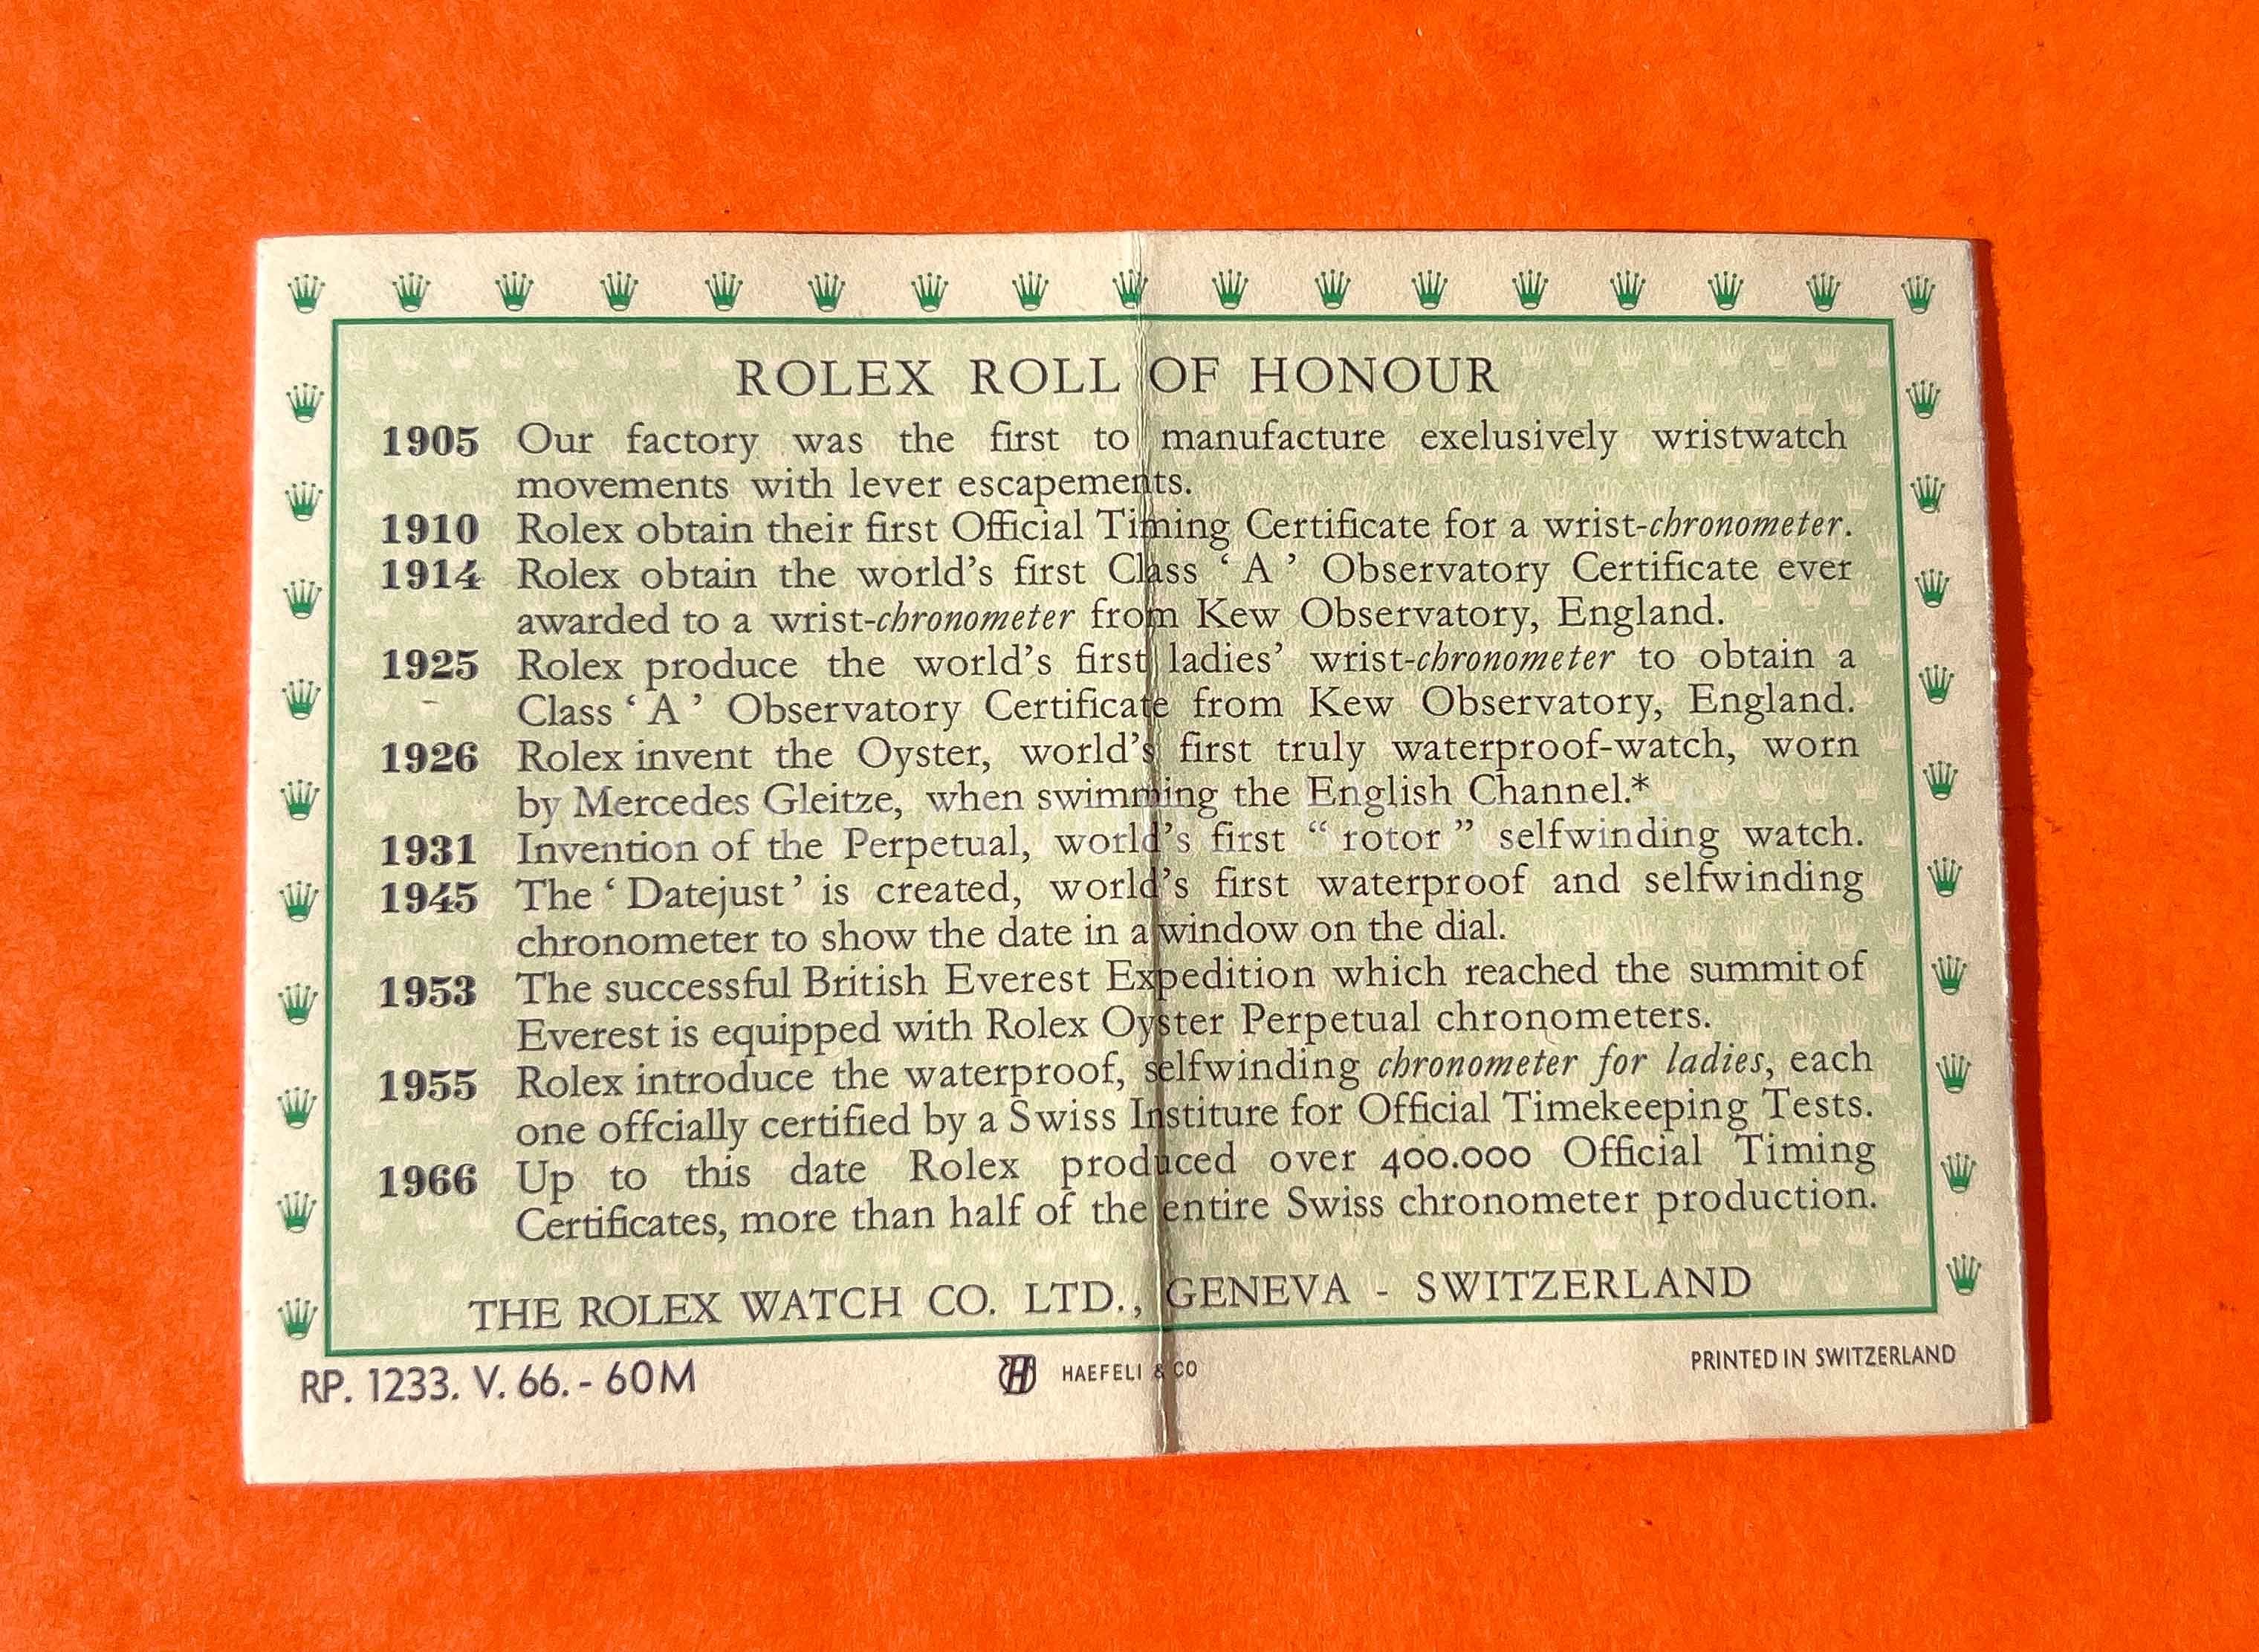 ROLEX ROLL OF HONOUR
1905 Our factory was the first to manufacture exelusively wristwatch
movements with lever escapements.
1910 Rolex obtain their first Official Timing Certificate for a wrist-chronometer.
1914 Rolex obtain the world's first Class ‘A’ Observatory Certificate ever
awarded to a wrist-chronometer from Kew Observatory, England.
1925 Rolex produce the world's first ladies’ wrist-chronometer to obtain a
Class ‘A’ Observatory Certificate from Kew Observatory, England.
1926 Rolex invent the Oyster, world's first truly waterproof-watch, worn
by Mercedes Gleitze, when swimming the English Channel.*
1931 Invention of the Perpetual, world's first “rotor” selfwinding watch.
1945 The ‘Datejust’ is created, world's first waterproof and selfwinding
chronometer to show the date in a window on the dial.
1953 The successful British Everest Expedition which reached the summit of
Everest is equipped with Rolex Oyster Perpetual chronometers.
1955 Rolex introduce the waterproof, selfwinding chronometer for ladies, each
one offcially certified by a Swiss Institure for Official Timekeeping Tests.
1966 Up to this date Rolex produced over 400.000 Official Timing
Certificates, more than half of the entire Swiss chronometer production.
THE ROLEX WATCH CO. LTD., GENEVA - SWITZERLAND
RP. 1233. V. 66. - 60M H HAEFELI & CO PRINTED IN SWITZERLAND